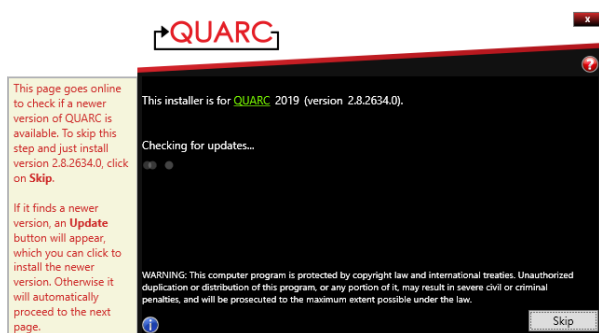 QUARC
x
?
This page goes online
to check if a newer
version of QUARC is
available. To skip this
step and just install
version 2.8.2634.0, click
on Skip.
If it finds a newer
version, an Update
button will appear,
which you can click to
install the newer
version. Otherwise it
will automatically
proceed to the next
page.
This installer is for QUARC 2019 (version 2.8.2634.0).
Checking for updates...
WARNING: This computer program is protected by copyright law and international treaties. Unauthorized
duplication or distribution of this program, or any portion of it, may result in severe civil or criminal
penalties, and will be prosecuted to the maximum extent possible under the law.
i
Skip